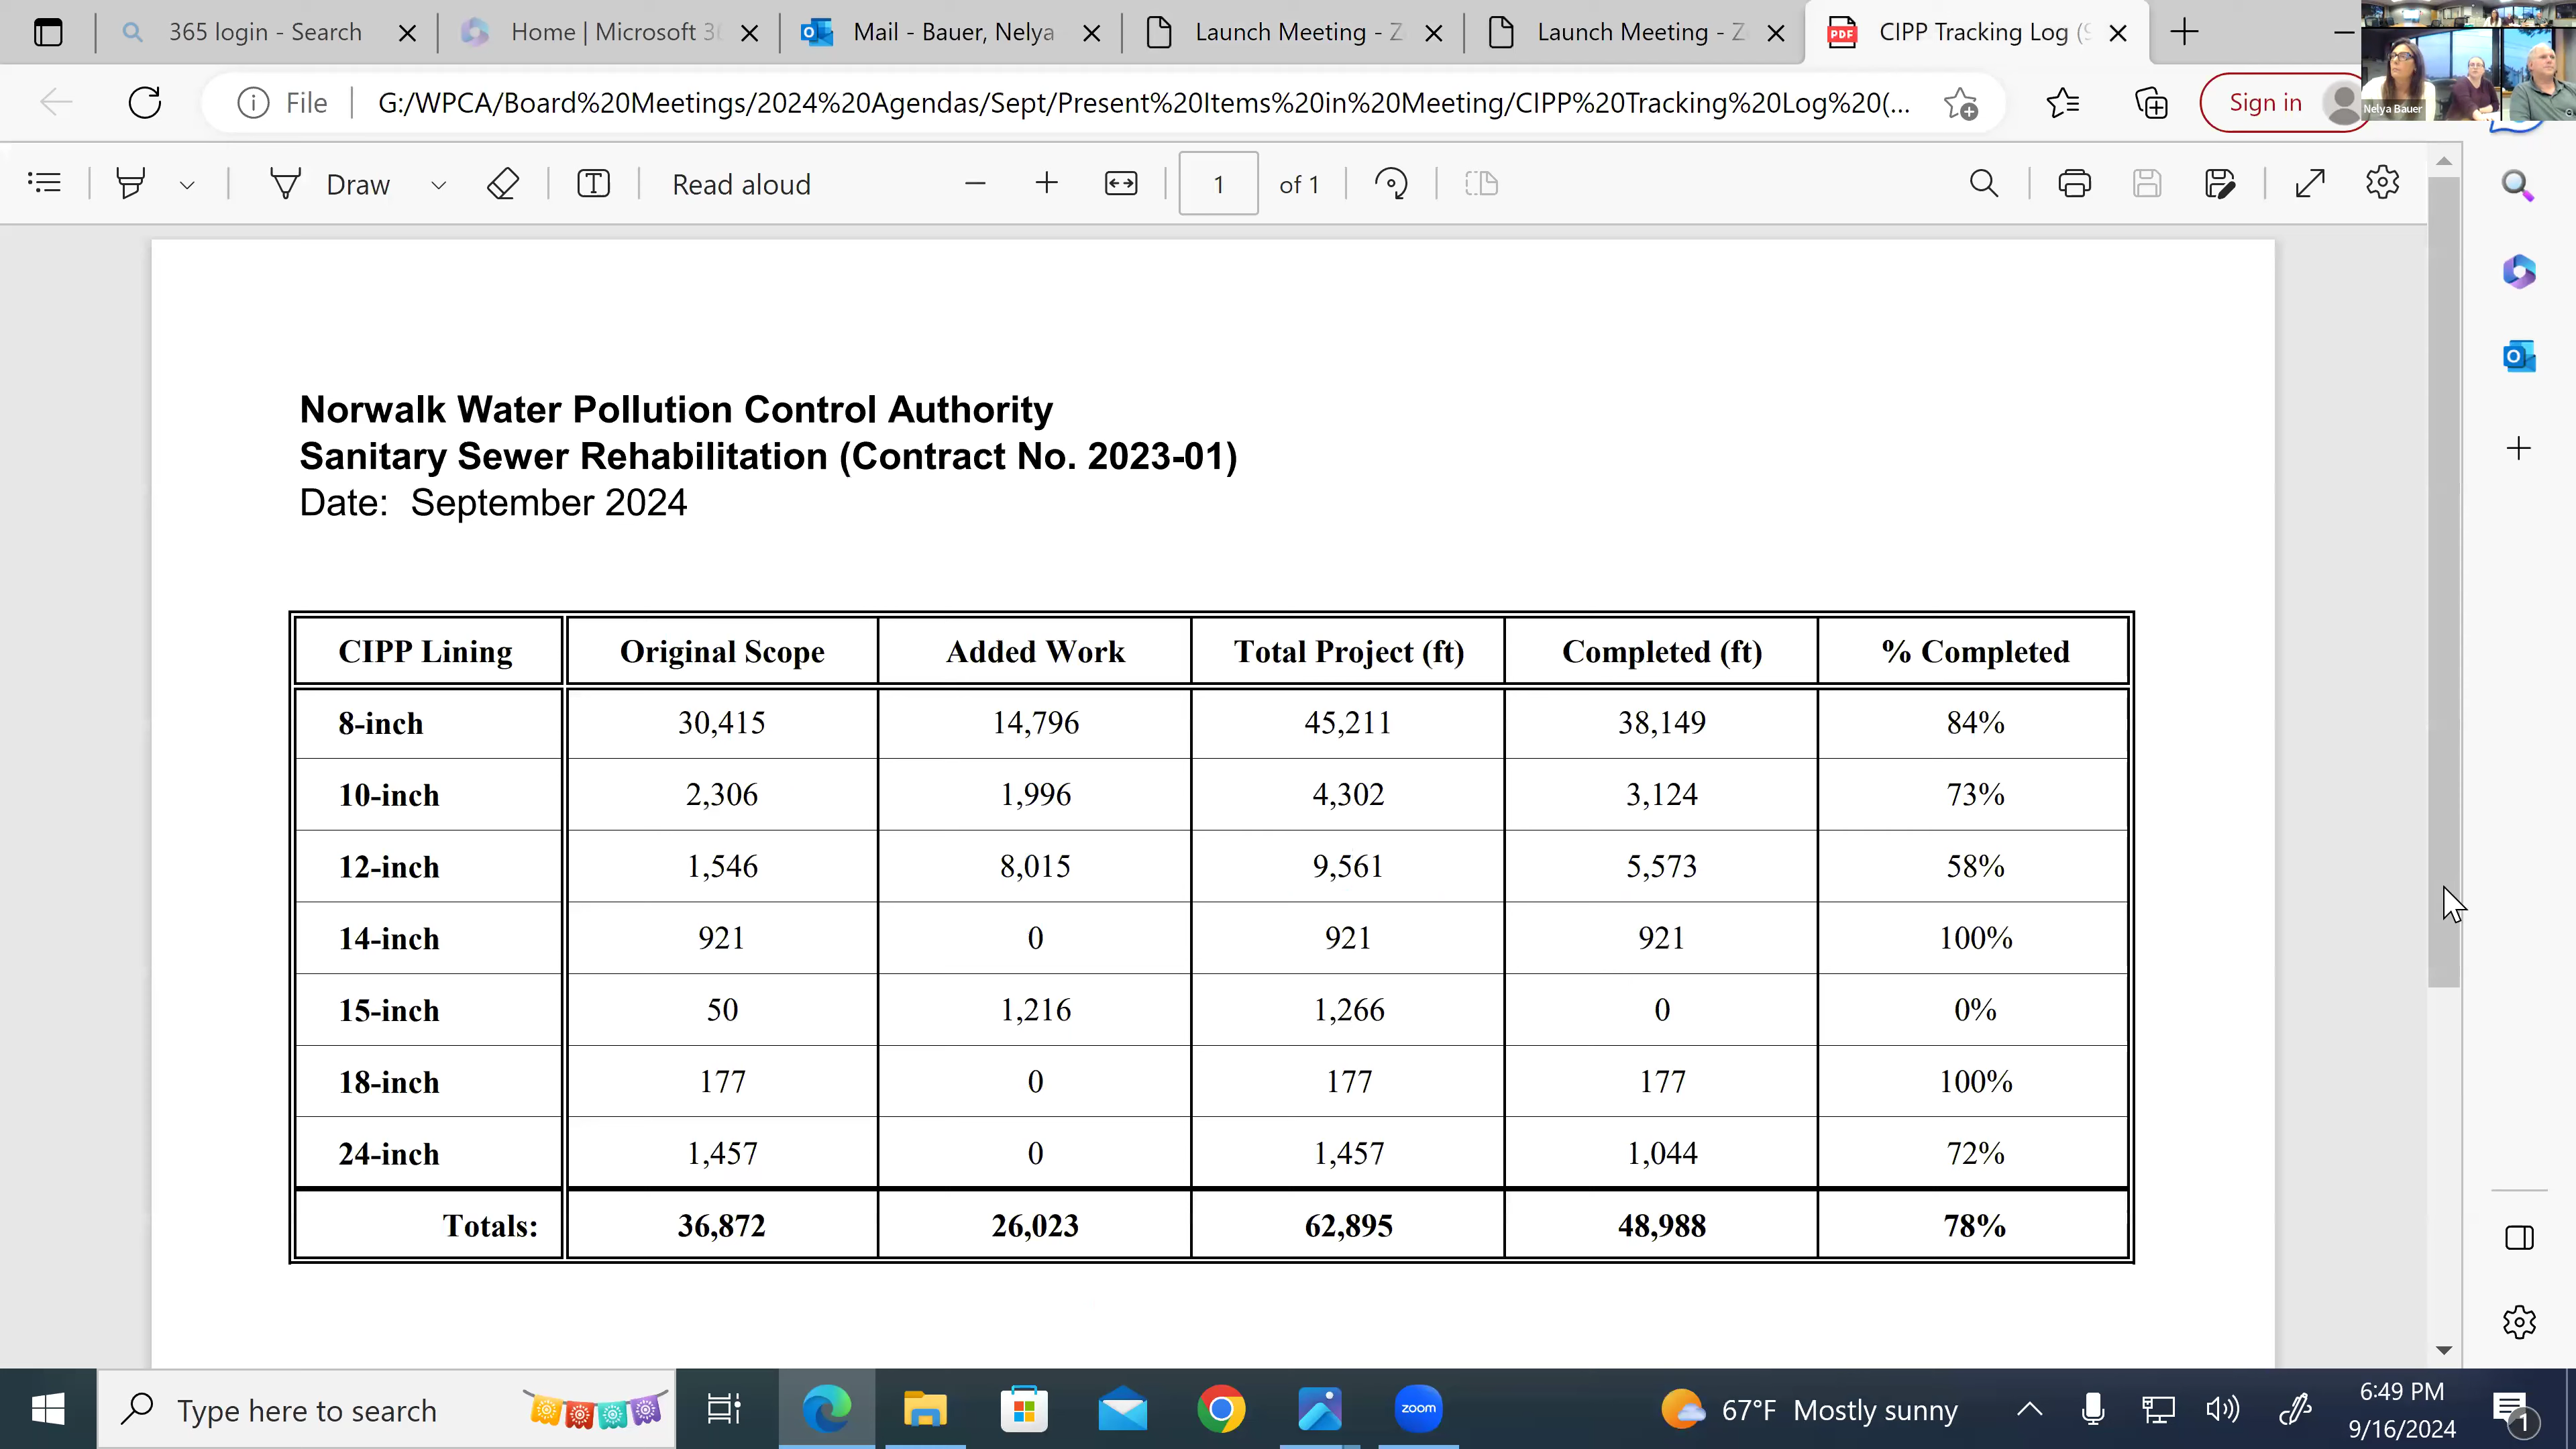 365 login - Search
Home | Microsoft 3
Mail - Bauer, Nelya
Launch Meeting - Z
Launch Meeting - Z
CIPP Tracking Log (
File
G:/WPCA/Board%20Meetings/2024%20Agendas/Sept/Present%20Items%20in%20Meeting/CIPP%20Tracking%20Log%20(...
Sign in
Nelya Bauer
Draw
Read aloud
1 of 1
Norwalk Water Pollution Control Authority
Sanitary Sewer Rehabilitation (Contract No. 2023-01)
Date: September 2024
CIPP Lining Original Scope Added Work Total Project (ft) Completed (ft) % Completed
8-inch 30,415 14,796 45,211 38,149 84%
10-inch 2,306 1,996 4,302 3,124 73%
12-inch 1,546 8,015 9,561 5,573 58%
14-inch 921 0 921 921 100%
15-inch 50 1,216 1,266 0 0%
18-inch 177 0 177 177 100%
24-inch 1,457 0 1,457 1,044 72%
Totals: 36,872 26,023 62,895 48,988 78%
Type here to search
zoom
67°F Mostly sunny
6:49 PM
9/16/2024
1